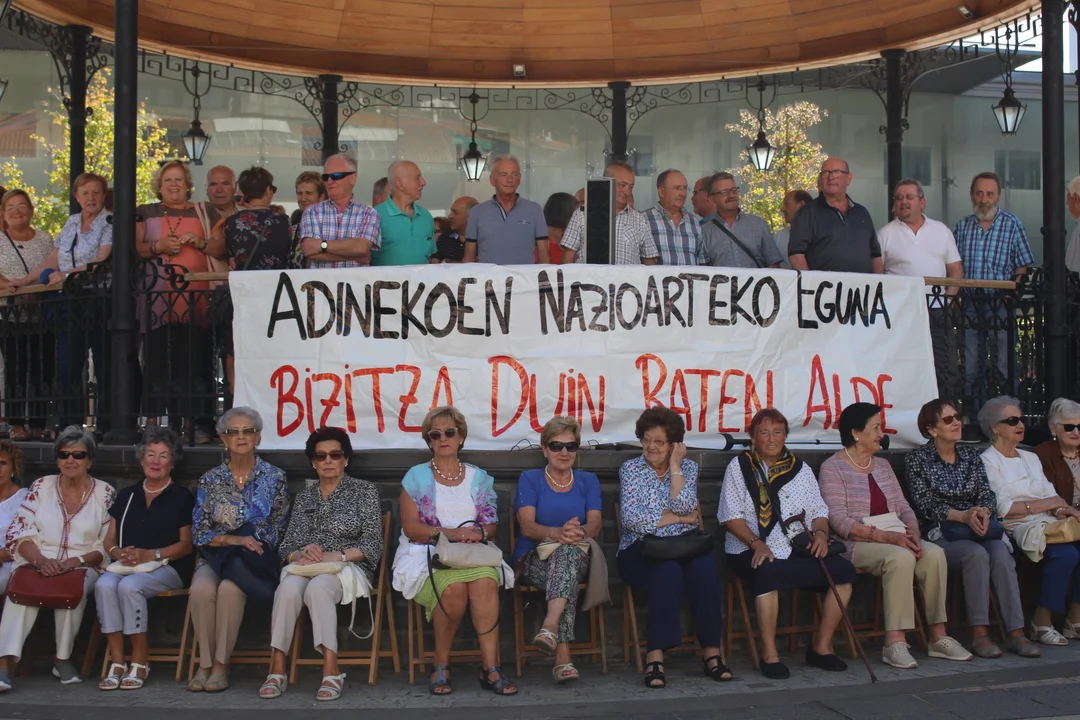 ADINEKOEN NAZIOARTEKO EGUNA
BIZITZA DUIN BATEN ALDE